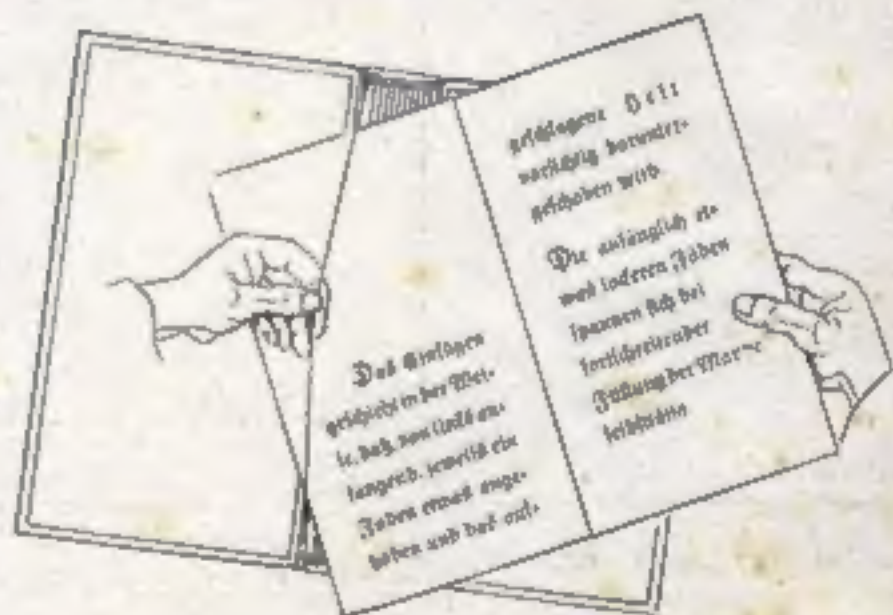 Das Einlegen
geschieht in der Wei-
se, daß, von links an-
fangend, jeweils ein
Faden etwas ange-
hoben und das auf-
geschlagene Heft
vorsichtig darunter-
geschoben wird.
Die anfänglich et-
was lockeren Fäden
spannen sich bei
fortschreitender
Füllung der Mappe
selbsttätig